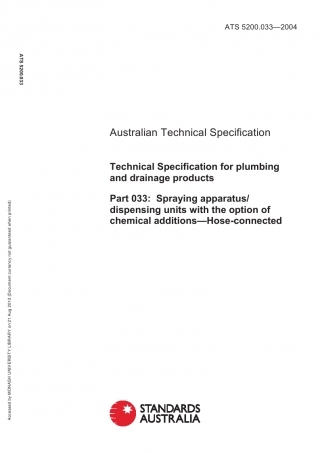 ATS 5200.033—2004
ATS 5200.033
Australian Technical Specification
Technical Specification for plumbing
and drainage products
Part 033: Spraying apparatus/
dispensing units with the option of
chemical additions—Hose-connected
Accessed by MONASH UNIVERSITY LIBRARY on 21 Aug 2013 (Document currency not guaranteed when printed)
STANDARDS
AUSTRALIA